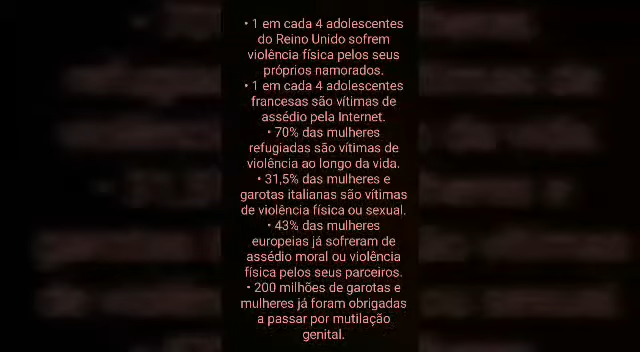 • 1 em cada 4 adolescentes
do Reino Unido sofrem
violência física pelos seus
próprios namorados.
• 1 em cada 4 adolescentes
francesas são vítimas de
assédio pela Internet.
• 70% das mulheres
refugiadas são vítimas de
violência ao longo da vida.
• 31,5% das mulheres e
garotas italianas são vítimas
de violência física ou sexual.
• 43% das mulheres
europeias já sofreram de
assédio moral ou violência
física pelos seus parceiros.
• 200 milhões de garotas e
mulheres já foram obrigadas
a passar por mutilação
genital.